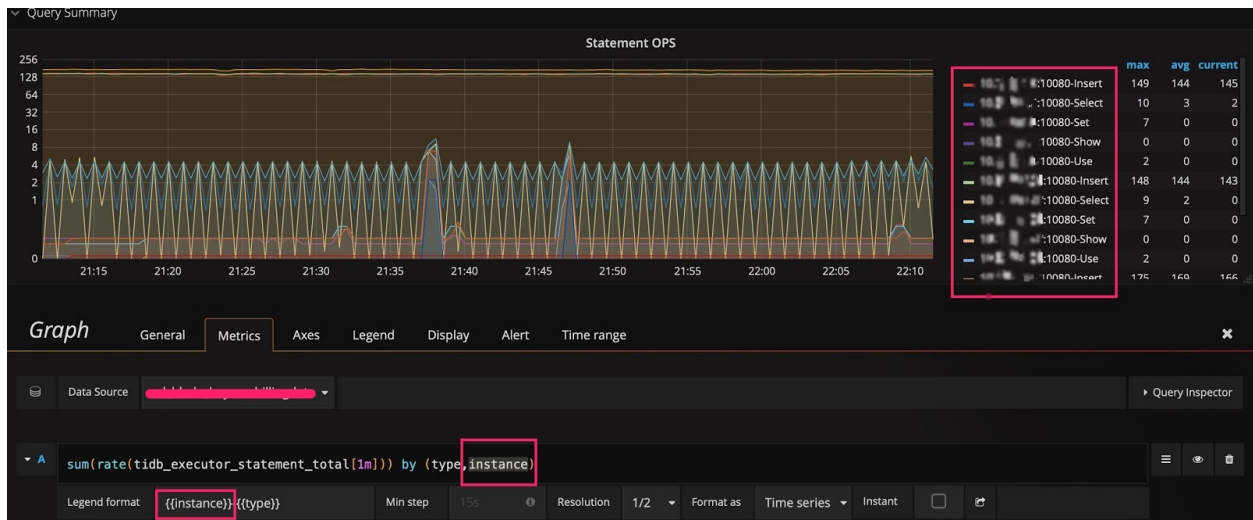 Query Summary
Statement OPS
256
128
64
32
16
8
4
2
1
0
21:15 21:20 21:25 21:30 21:35 21:40 21:45 21:50 21:55 22:00 22:05 22:10
max avg current
:10080-Insert 149 144 145
:10080-Select 10 3 2
:10080-Set 7 0 0
:10080-Show 0 0 0
:10080-Use 2 0 0
:10080-Insert 148 144 143
:10080-Select 9 2 0
:10080-Set 7 0 0
:10080-Show 0 0 0
:10080-Use 2 0 0
:10080-Insert 175 169 166
Graph General Metrics Axes Legend Display Alert Time range
Data Source Query Inspector
A sum(rate(tidb_executor_statement_total[1m])) by (type,instance)
Legend format {{instance}}-{{type}} Min step 15s Resolution 1/2 Format as Time series Instant